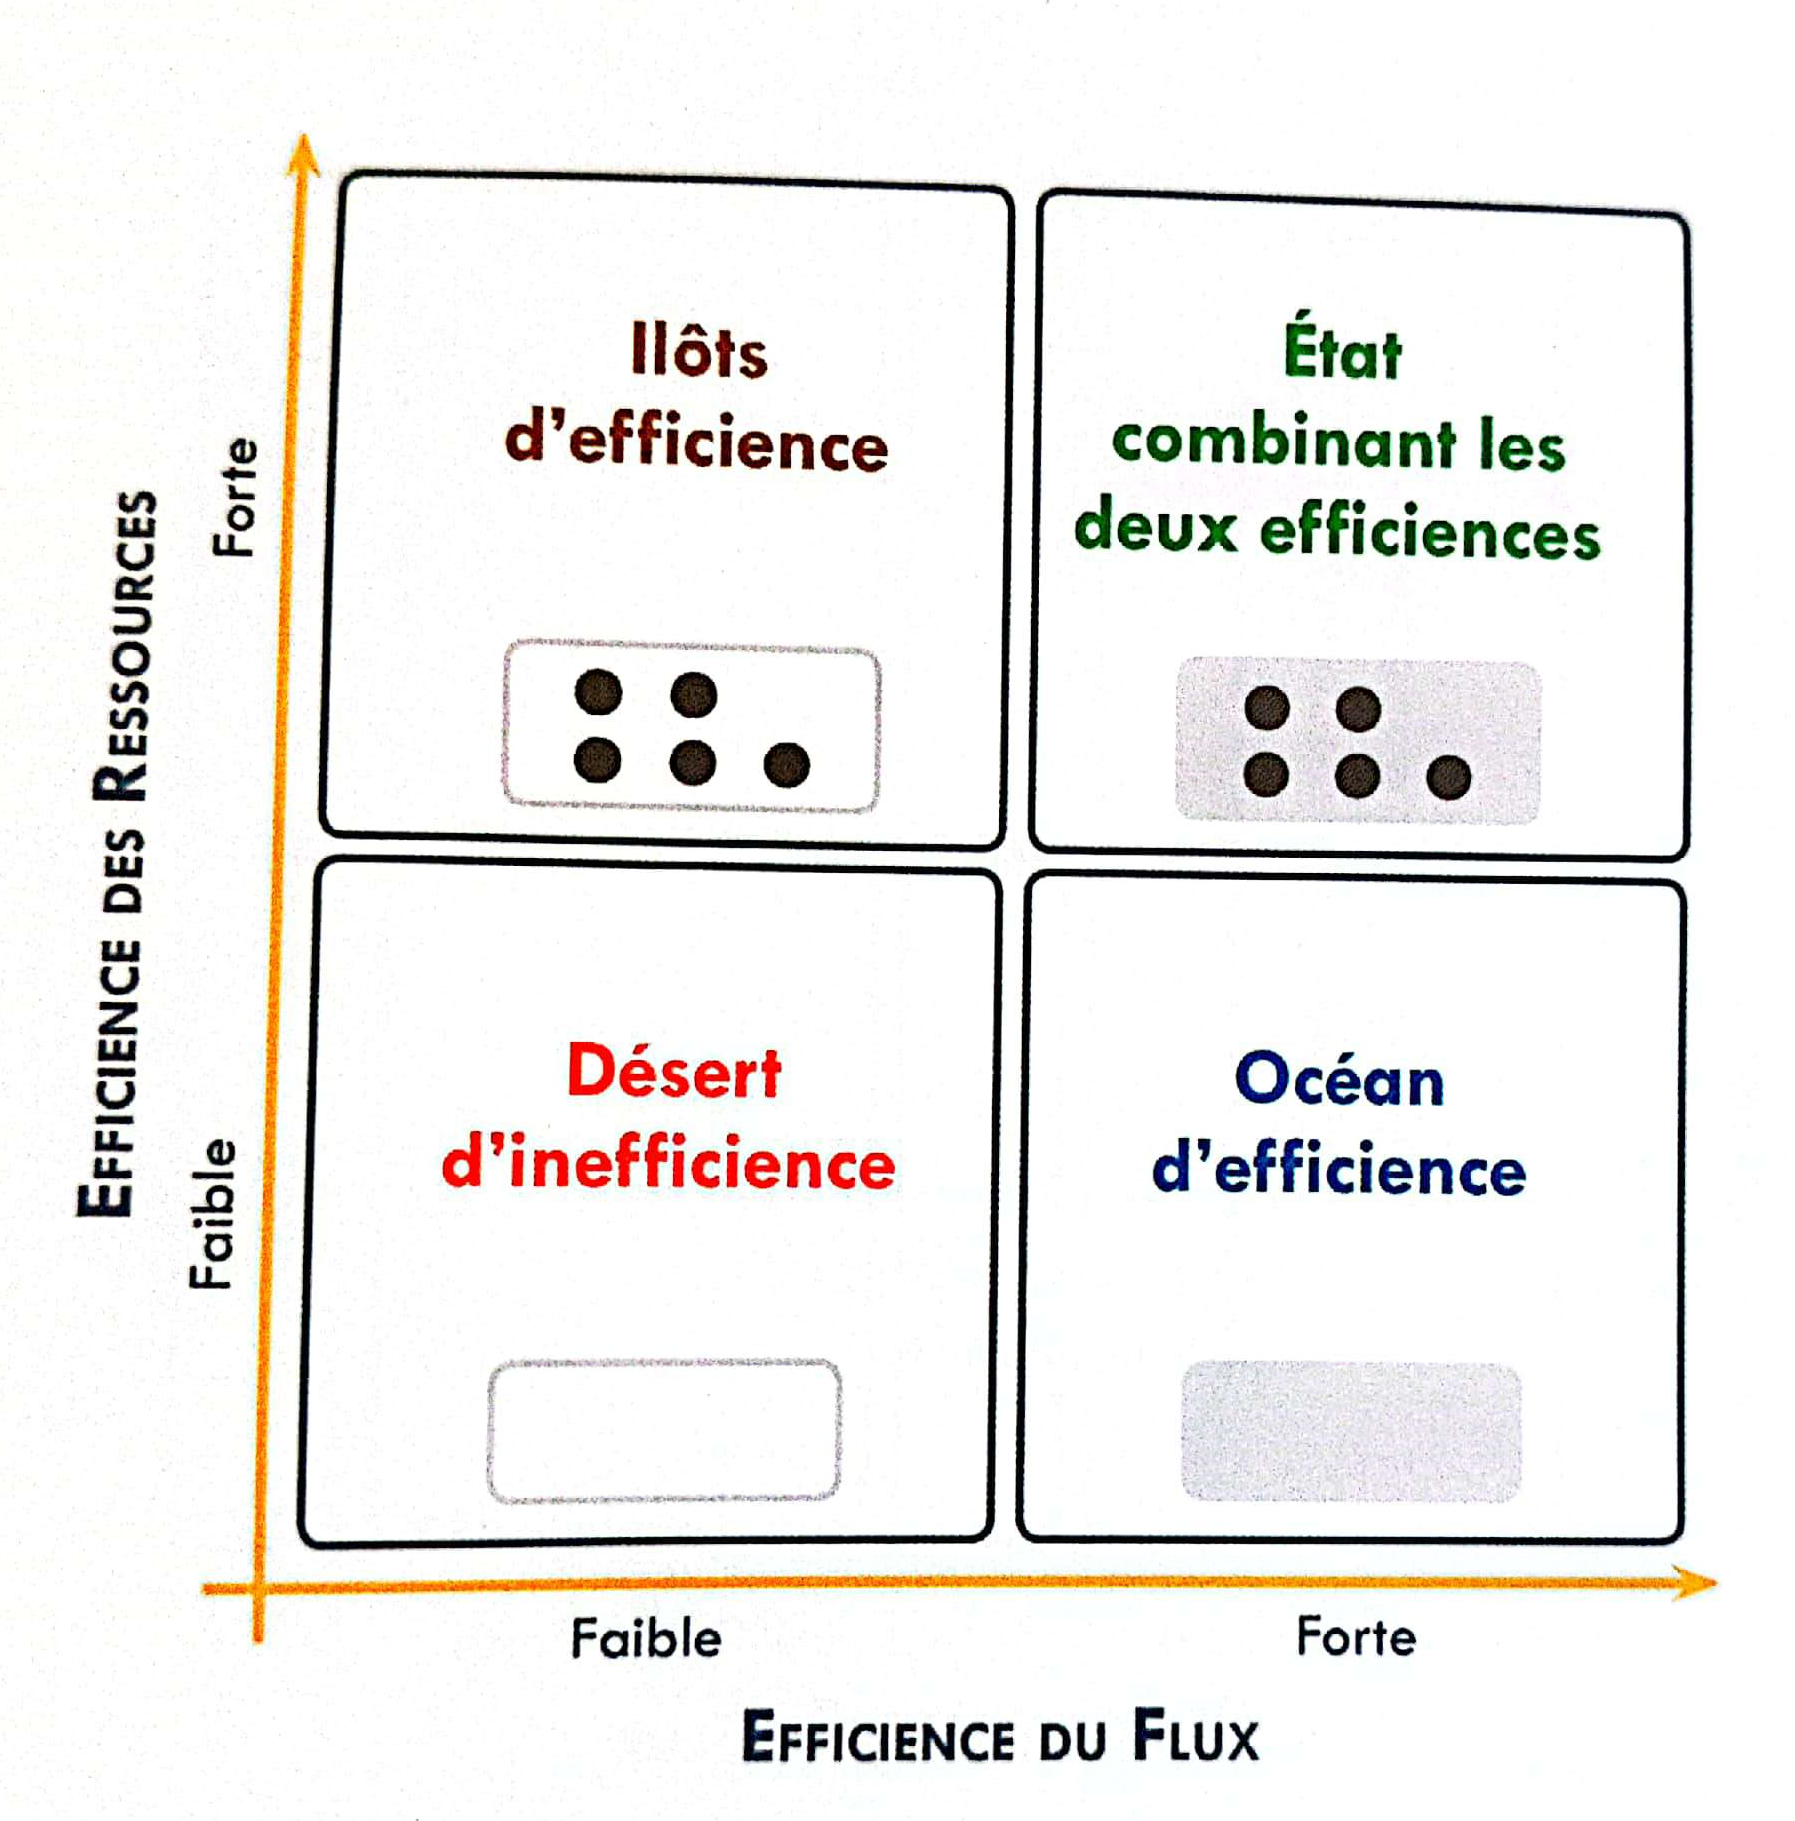 EFFICIENCE DES RESSOURCES
Forte
Faible
Ilôts
d'efficience
État
combinant les
deux efficiences
Désert
d'inefficience
Océan
d'efficience
Faible
Forte
EFFICIENCE DU FLUX